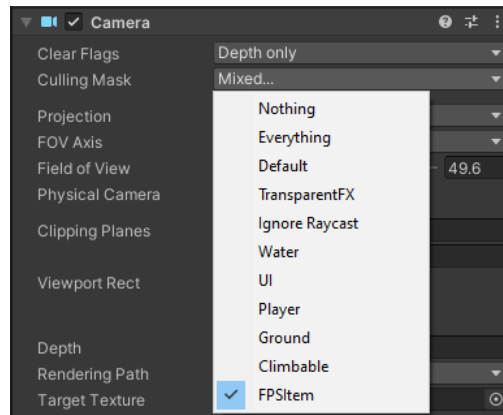 Camera
Clear Flags Depth only
Culling Mask Mixed...
Nothing
Projection
Everything
FOV Axis
Default
Field of View 49.6
TransparentFX
Physical Camera
Ignore Raycast
Clipping Planes
Water
UI
Viewport Rect
Player
Ground
Depth
Climbable
Rendering Path
FPSItem
Target Texture